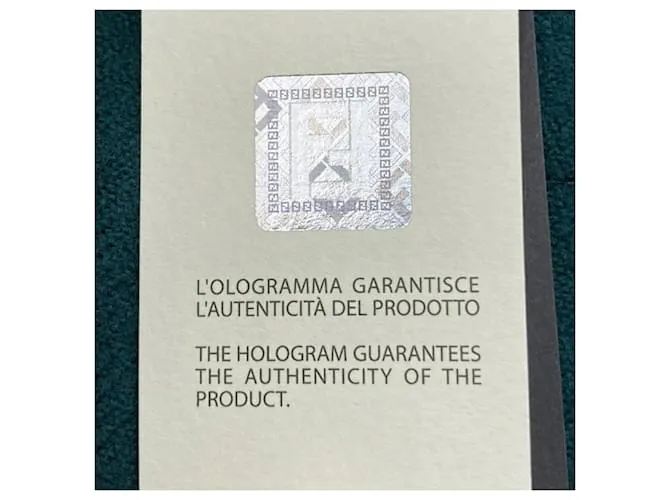 L'OLOGRAMMA GARANTISCE
L'AUTENTICITÀ DEL PRODOTTO
THE HOLOGRAM GUARANTEES
THE AUTHENTICITY OF THE
PRODUCT.